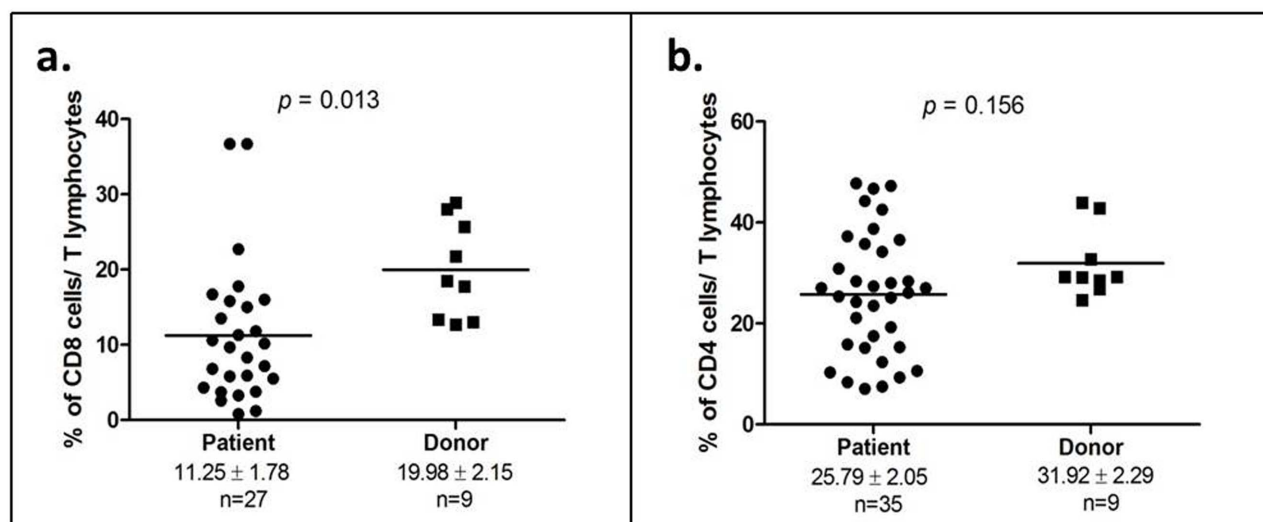 a.
% of CD8 cells/ T lymphocytes
p = 0.013
40
30
20
10
0
Patient
Donor
11.25 ± 1.78
19.98 ± 2.15
n=27
n=9
b.
% of CD4 cells/ T lymphocytes
p = 0.156
60
40
20
0
Patient
Donor
25.79 ± 2.05
31.92 ± 2.29
n=35
n=9